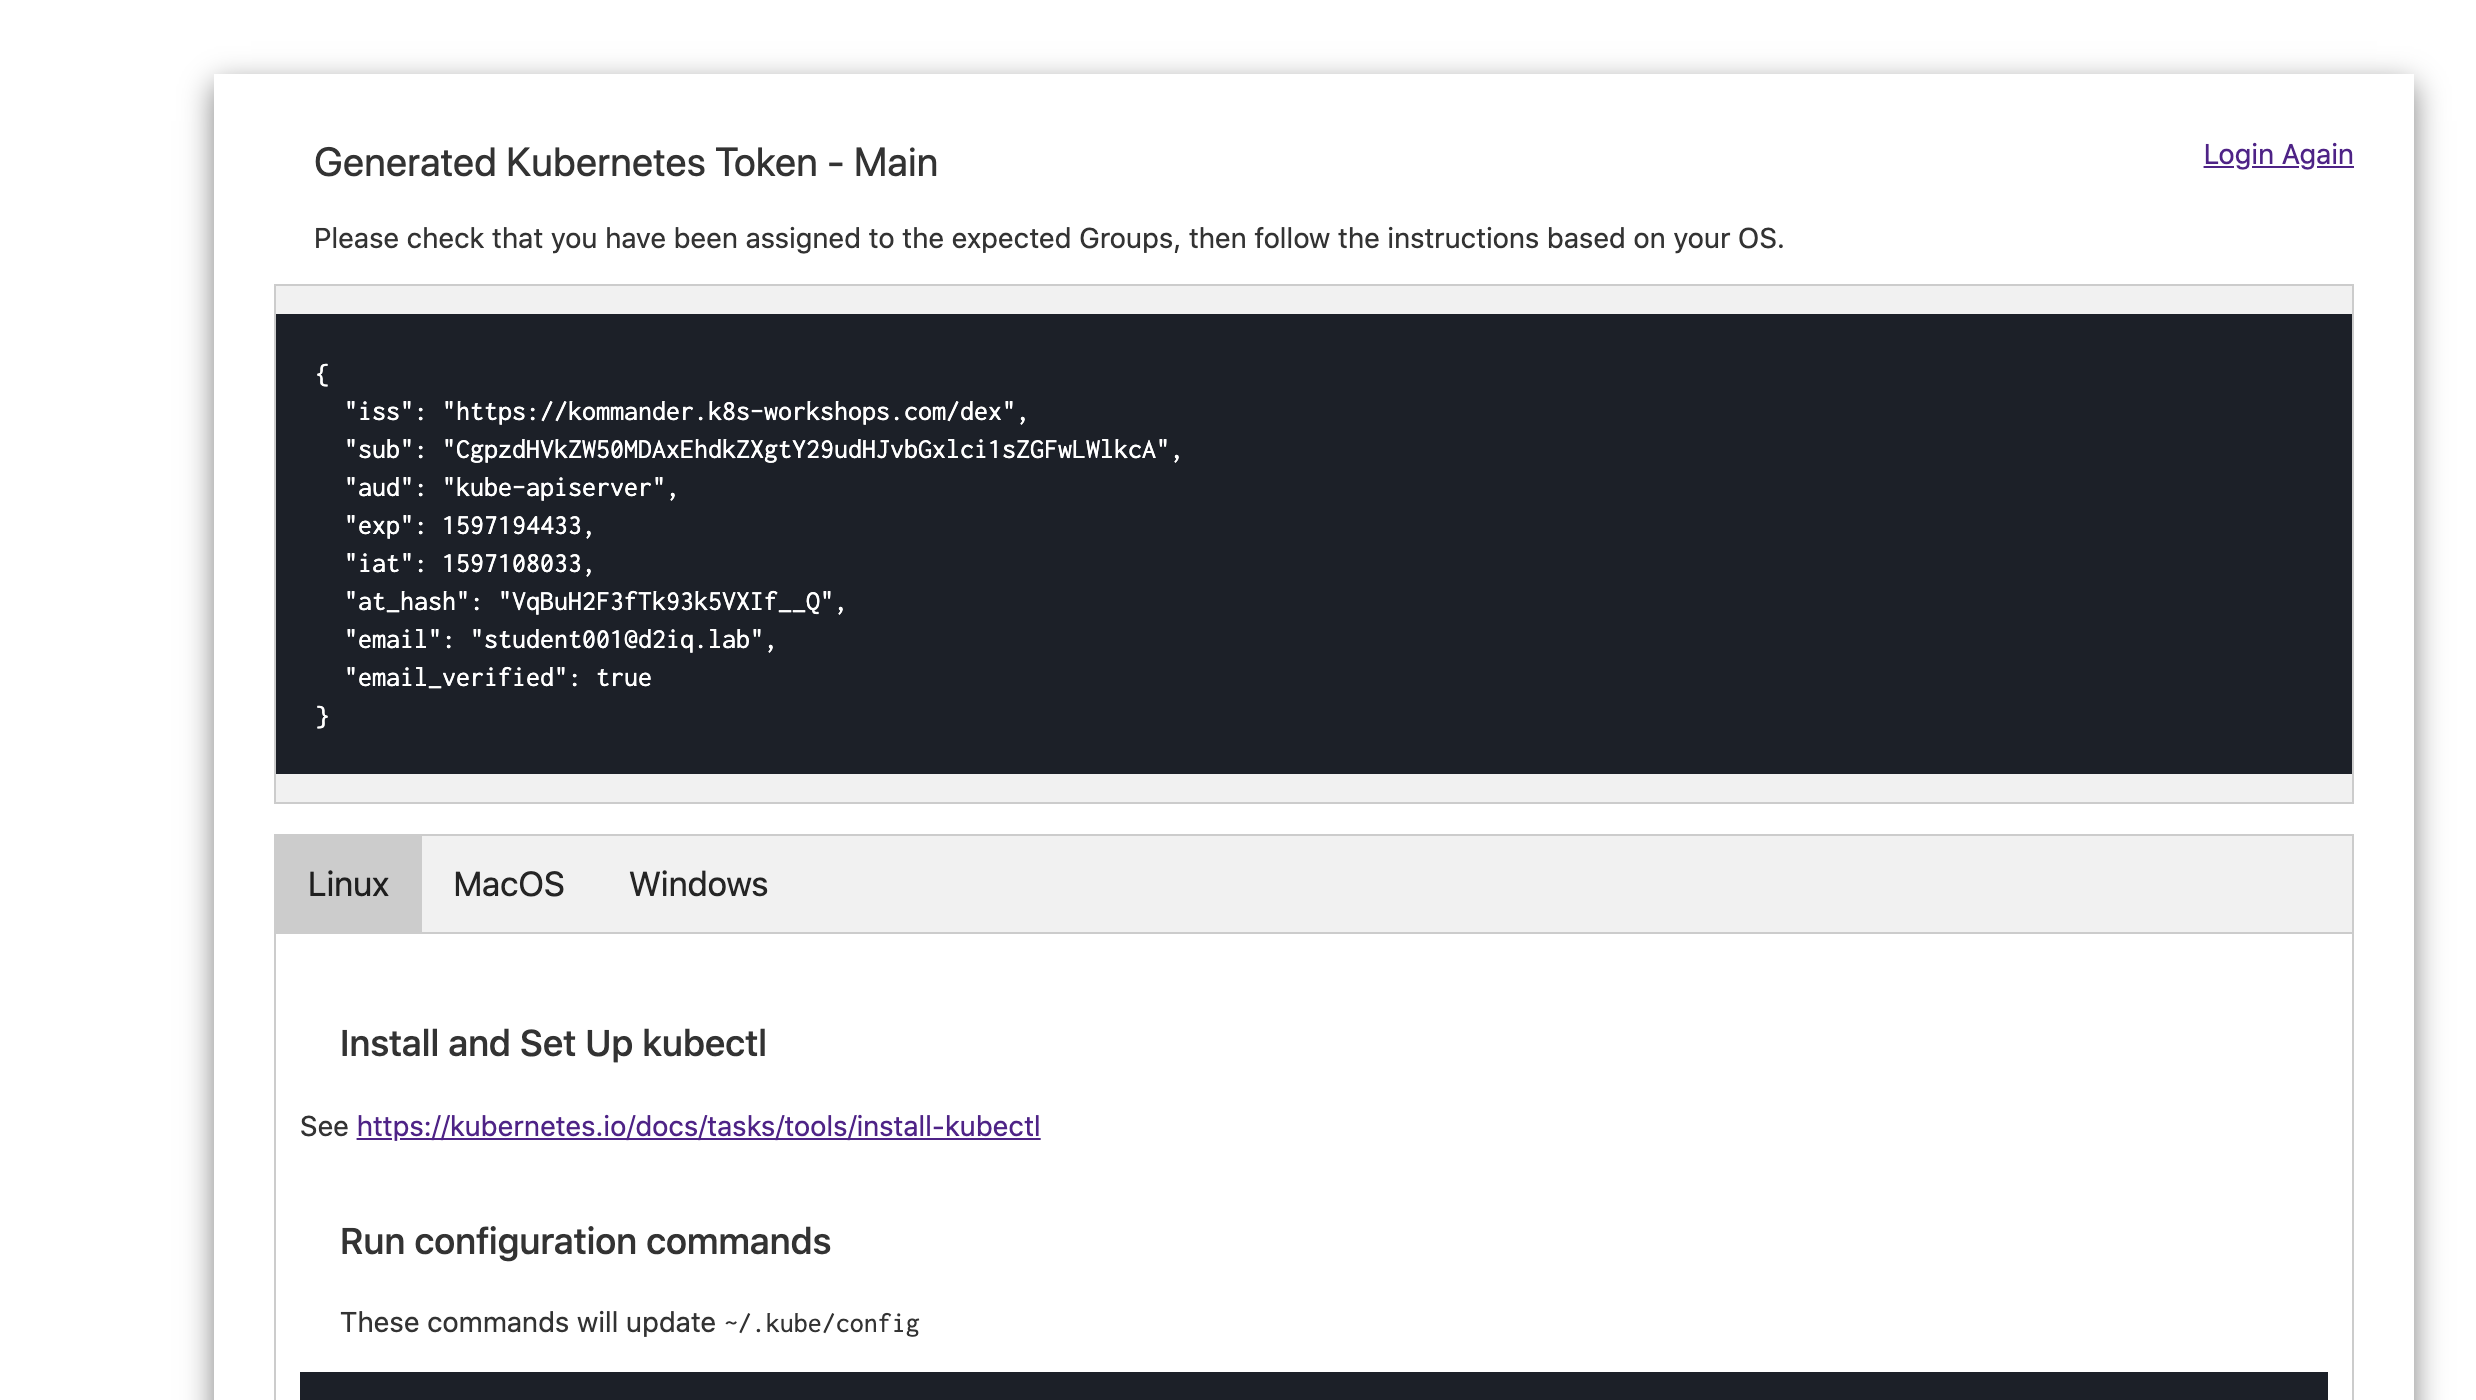 Generated Kubernetes Token - Main
Login Again
Please check that you have been assigned to the expected Groups, then follow the instructions based on your OS.
{
  "iss": "https://kommander.k8s-workshops.com/dex",
  "sub": "CgpzdHVkZW50MDAxEhdkZXgtY29udHJvbGxlci1sZGFwLWlkcA",
  "aud": "kube-apiserver",
  "exp": 1597194433,
  "iat": 1597108033,
  "at_hash": "VqBuH2F3fTk93k5VXIf__Q",
  "email": "student001@d2iq.lab",
  "email_verified": true
}
Linux MacOS Windows
Install and Set Up kubectl
See https://kubernetes.io/docs/tasks/tools/install-kubectl
Run configuration commands
These commands will update ~/.kube/config